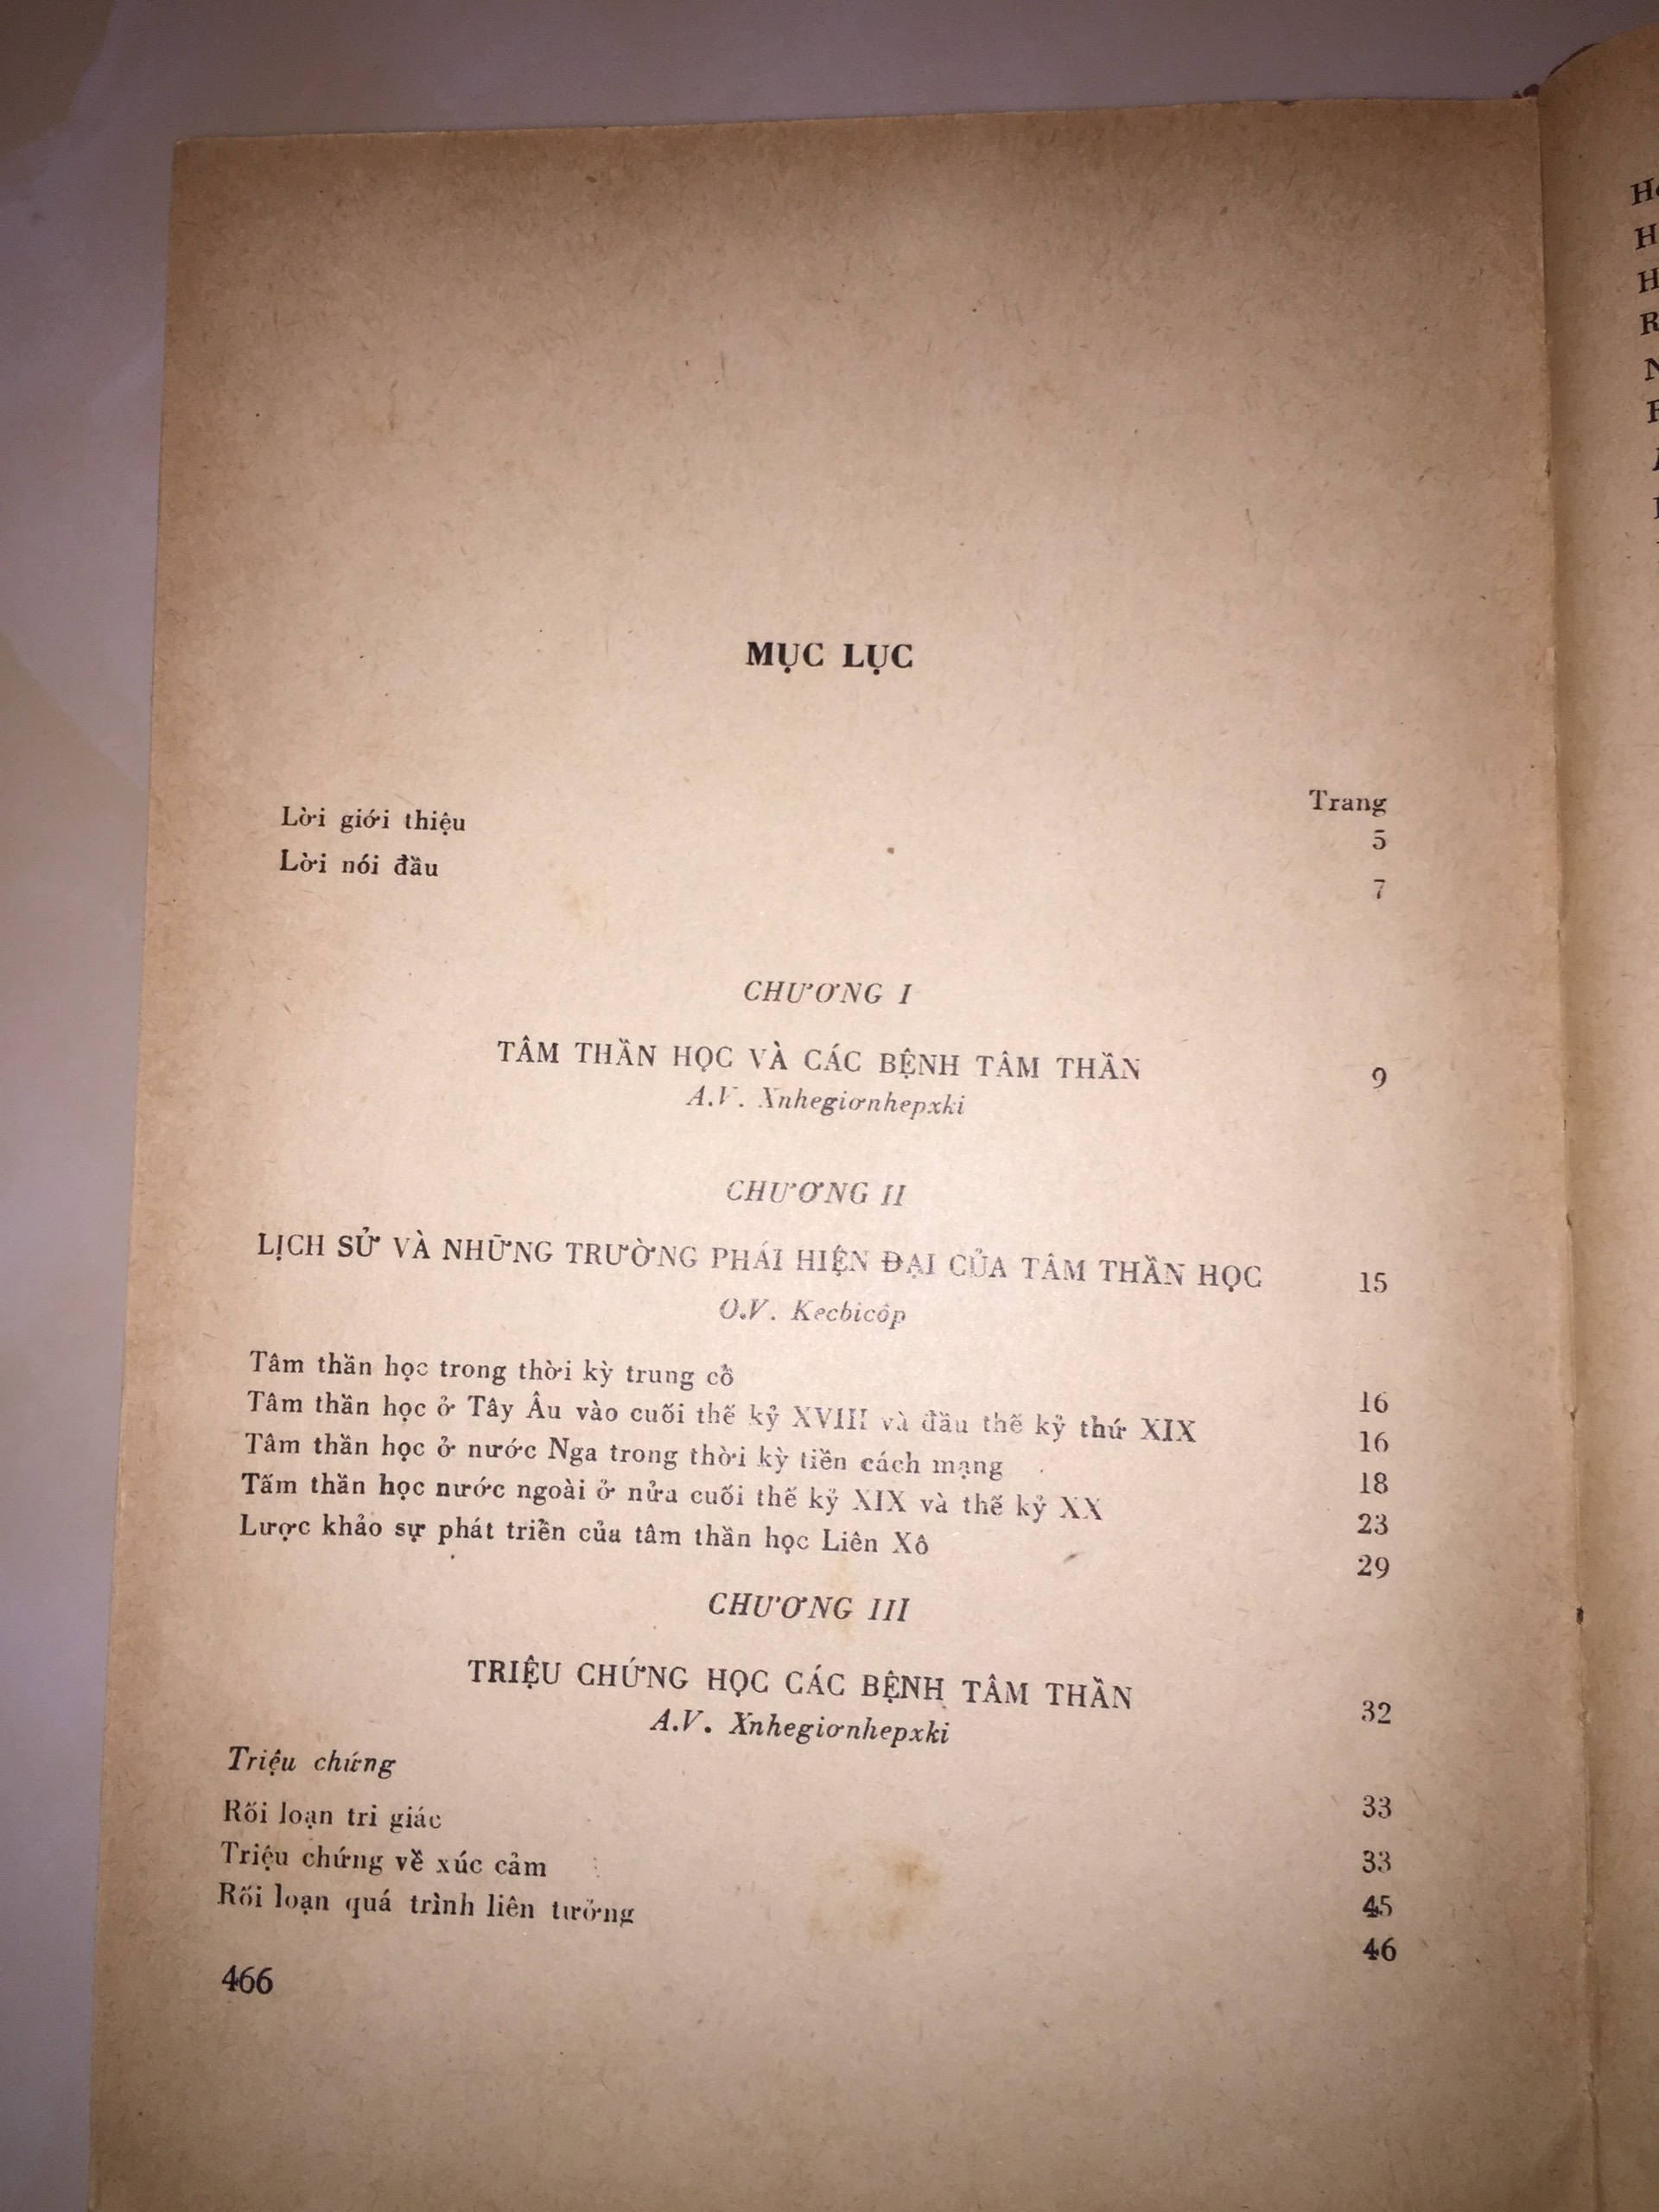 MỤC LỤC
Trang
Lời giới thiệu 5
Lời nói đầu 7
CHƯƠNG I
TÂM THẦN HỌC VÀ CÁC BỆNH TÂM THẦN 9
A.V. Xnhegiơnhepxki
CHƯƠNG II
LỊCH SỬ VÀ NHỮNG TRƯỜNG PHÁI HIỆN ĐẠI CỦA TÂM THẦN HỌC 15
O.V. Kecbicôp
Tâm thần học trong thời kỳ trung cổ 16
Tâm thần học ở Tây Âu vào cuối thế kỷ XVIII và đầu thế kỷ thứ XIX 16
Tâm thần học ở nước Nga trong thời kỳ tiền cách mạng 18
Tấm thần học nước ngoài ở nửa cuối thế kỷ XIX và thế kỷ XX 23
Lược khảo sự phát triển của tâm thần học Liên Xô 29
CHƯƠNG III
TRIỆU CHỨNG HỌC CÁC BỆNH TÂM THẦN 32
A.V. Xnhegiơnhepxki
Triệu chứng 33
Rối loạn tri giác 33
Triệu chứng về xúc cảm 45
Rối loạn quá trình liên tưởng 46
466